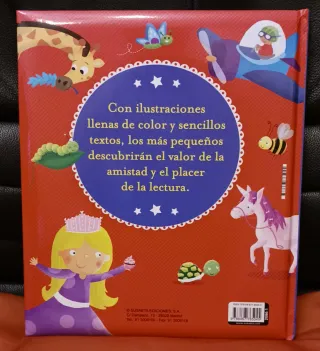 Con ilustraciones
llenas de color y sencillos
textos, los más pequeños
descubrirán el valor de la
amistad y el placer
de la lectura.